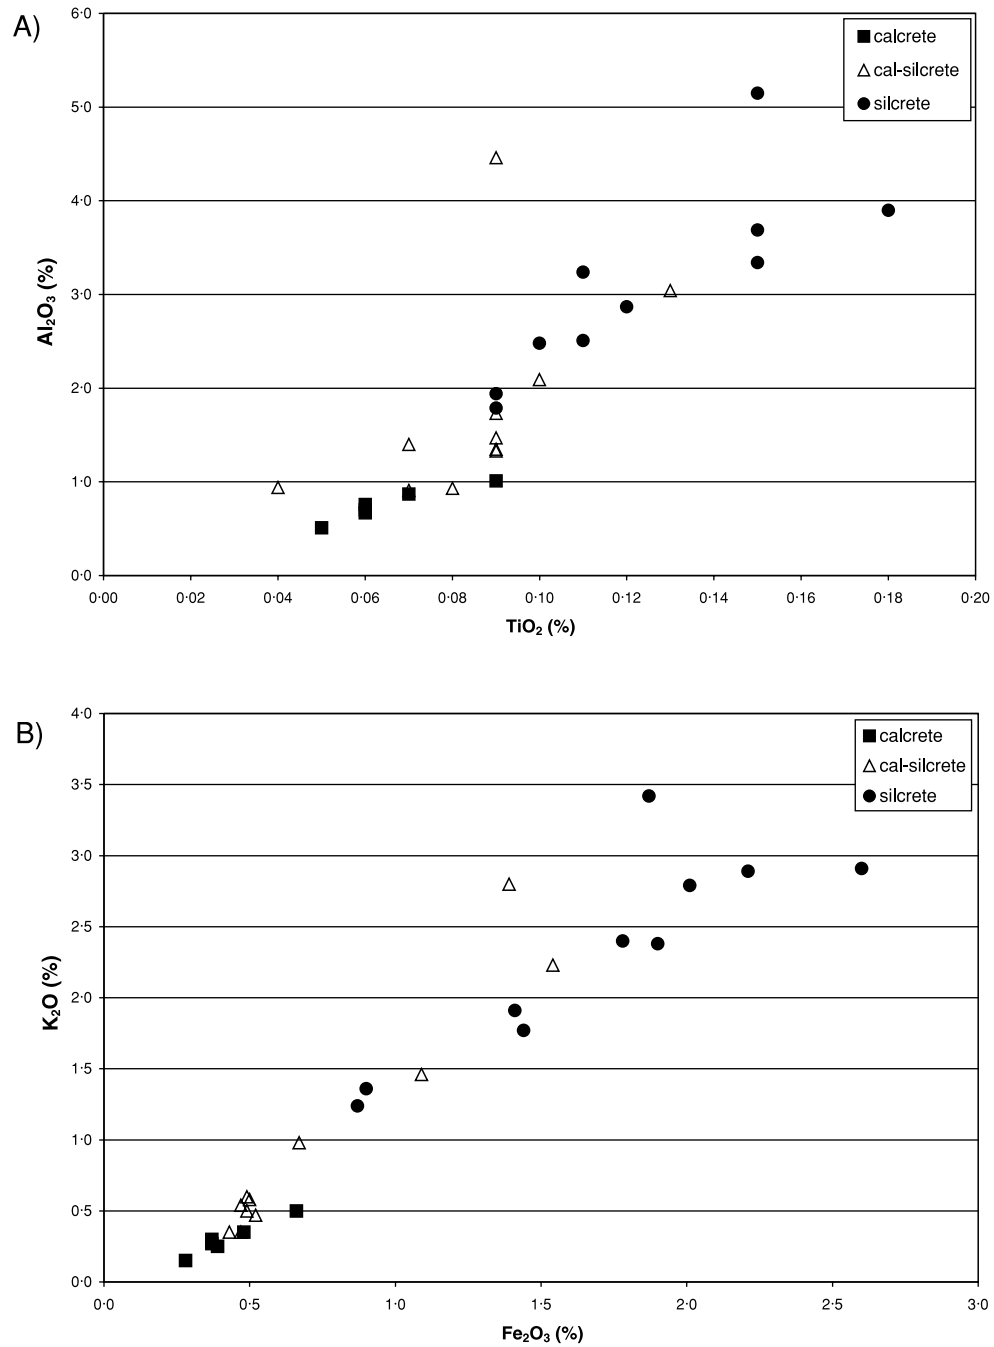 A)
calcrete
cal-silcrete
silcrete
6·0
5·0
4·0
3·0
2·0
1·0
0·0
Al₂O₃ (%)
0·00 0·02 0·04 0·06 0·08 0·10 0·12 0·14 0·16 0·18 0·20
TiO₂ (%)
B)
calcrete
cal-silcrete
silcrete
4·0
3·5
3·0
2·5
2·0
1·5
1·0
0·5
0·0
K₂O (%)
0·0 0·5 1·0 1·5 2·0 2·5 3·0
Fe₂O₃ (%)